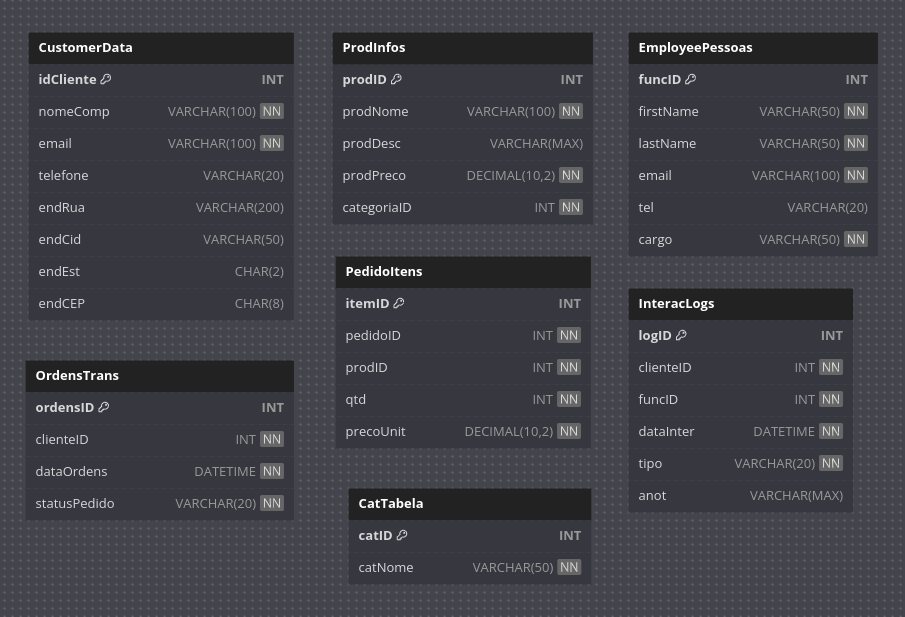 CustomerData
idCliente INT
nomeComp VARCHAR(100) NN
email VARCHAR(100) NN
telefone VARCHAR(20)
endRua VARCHAR(200)
endCid VARCHAR(50)
endEst CHAR(2)
endCEP CHAR(8)
OrdensTrans
ordensID INT
clienteID INT NN
dataOrdens DATETIME NN
statusPedido VARCHAR(20) NN
ProdInfos
prodID INT
prodNome VARCHAR(100) NN
prodDesc VARCHAR(MAX)
prodPreco DECIMAL(10,2) NN
categoriaID INT NN
PedidoItens
itemID INT
pedidoID INT NN
prodID INT NN
qtd INT NN
precoUnit DECIMAL(10,2) NN
CatTabela
catID INT
catNome VARCHAR(50) NN
EmployeePessoas
funcID INT
firstName VARCHAR(50) NN
lastName VARCHAR(50) NN
email VARCHAR(100) NN
tel VARCHAR(20)
cargo VARCHAR(50) NN
InteracLogs
logID INT
clienteID INT NN
funcID INT NN
dataInter DATETIME NN
tipo VARCHAR(20) NN
anot VARCHAR(MAX)